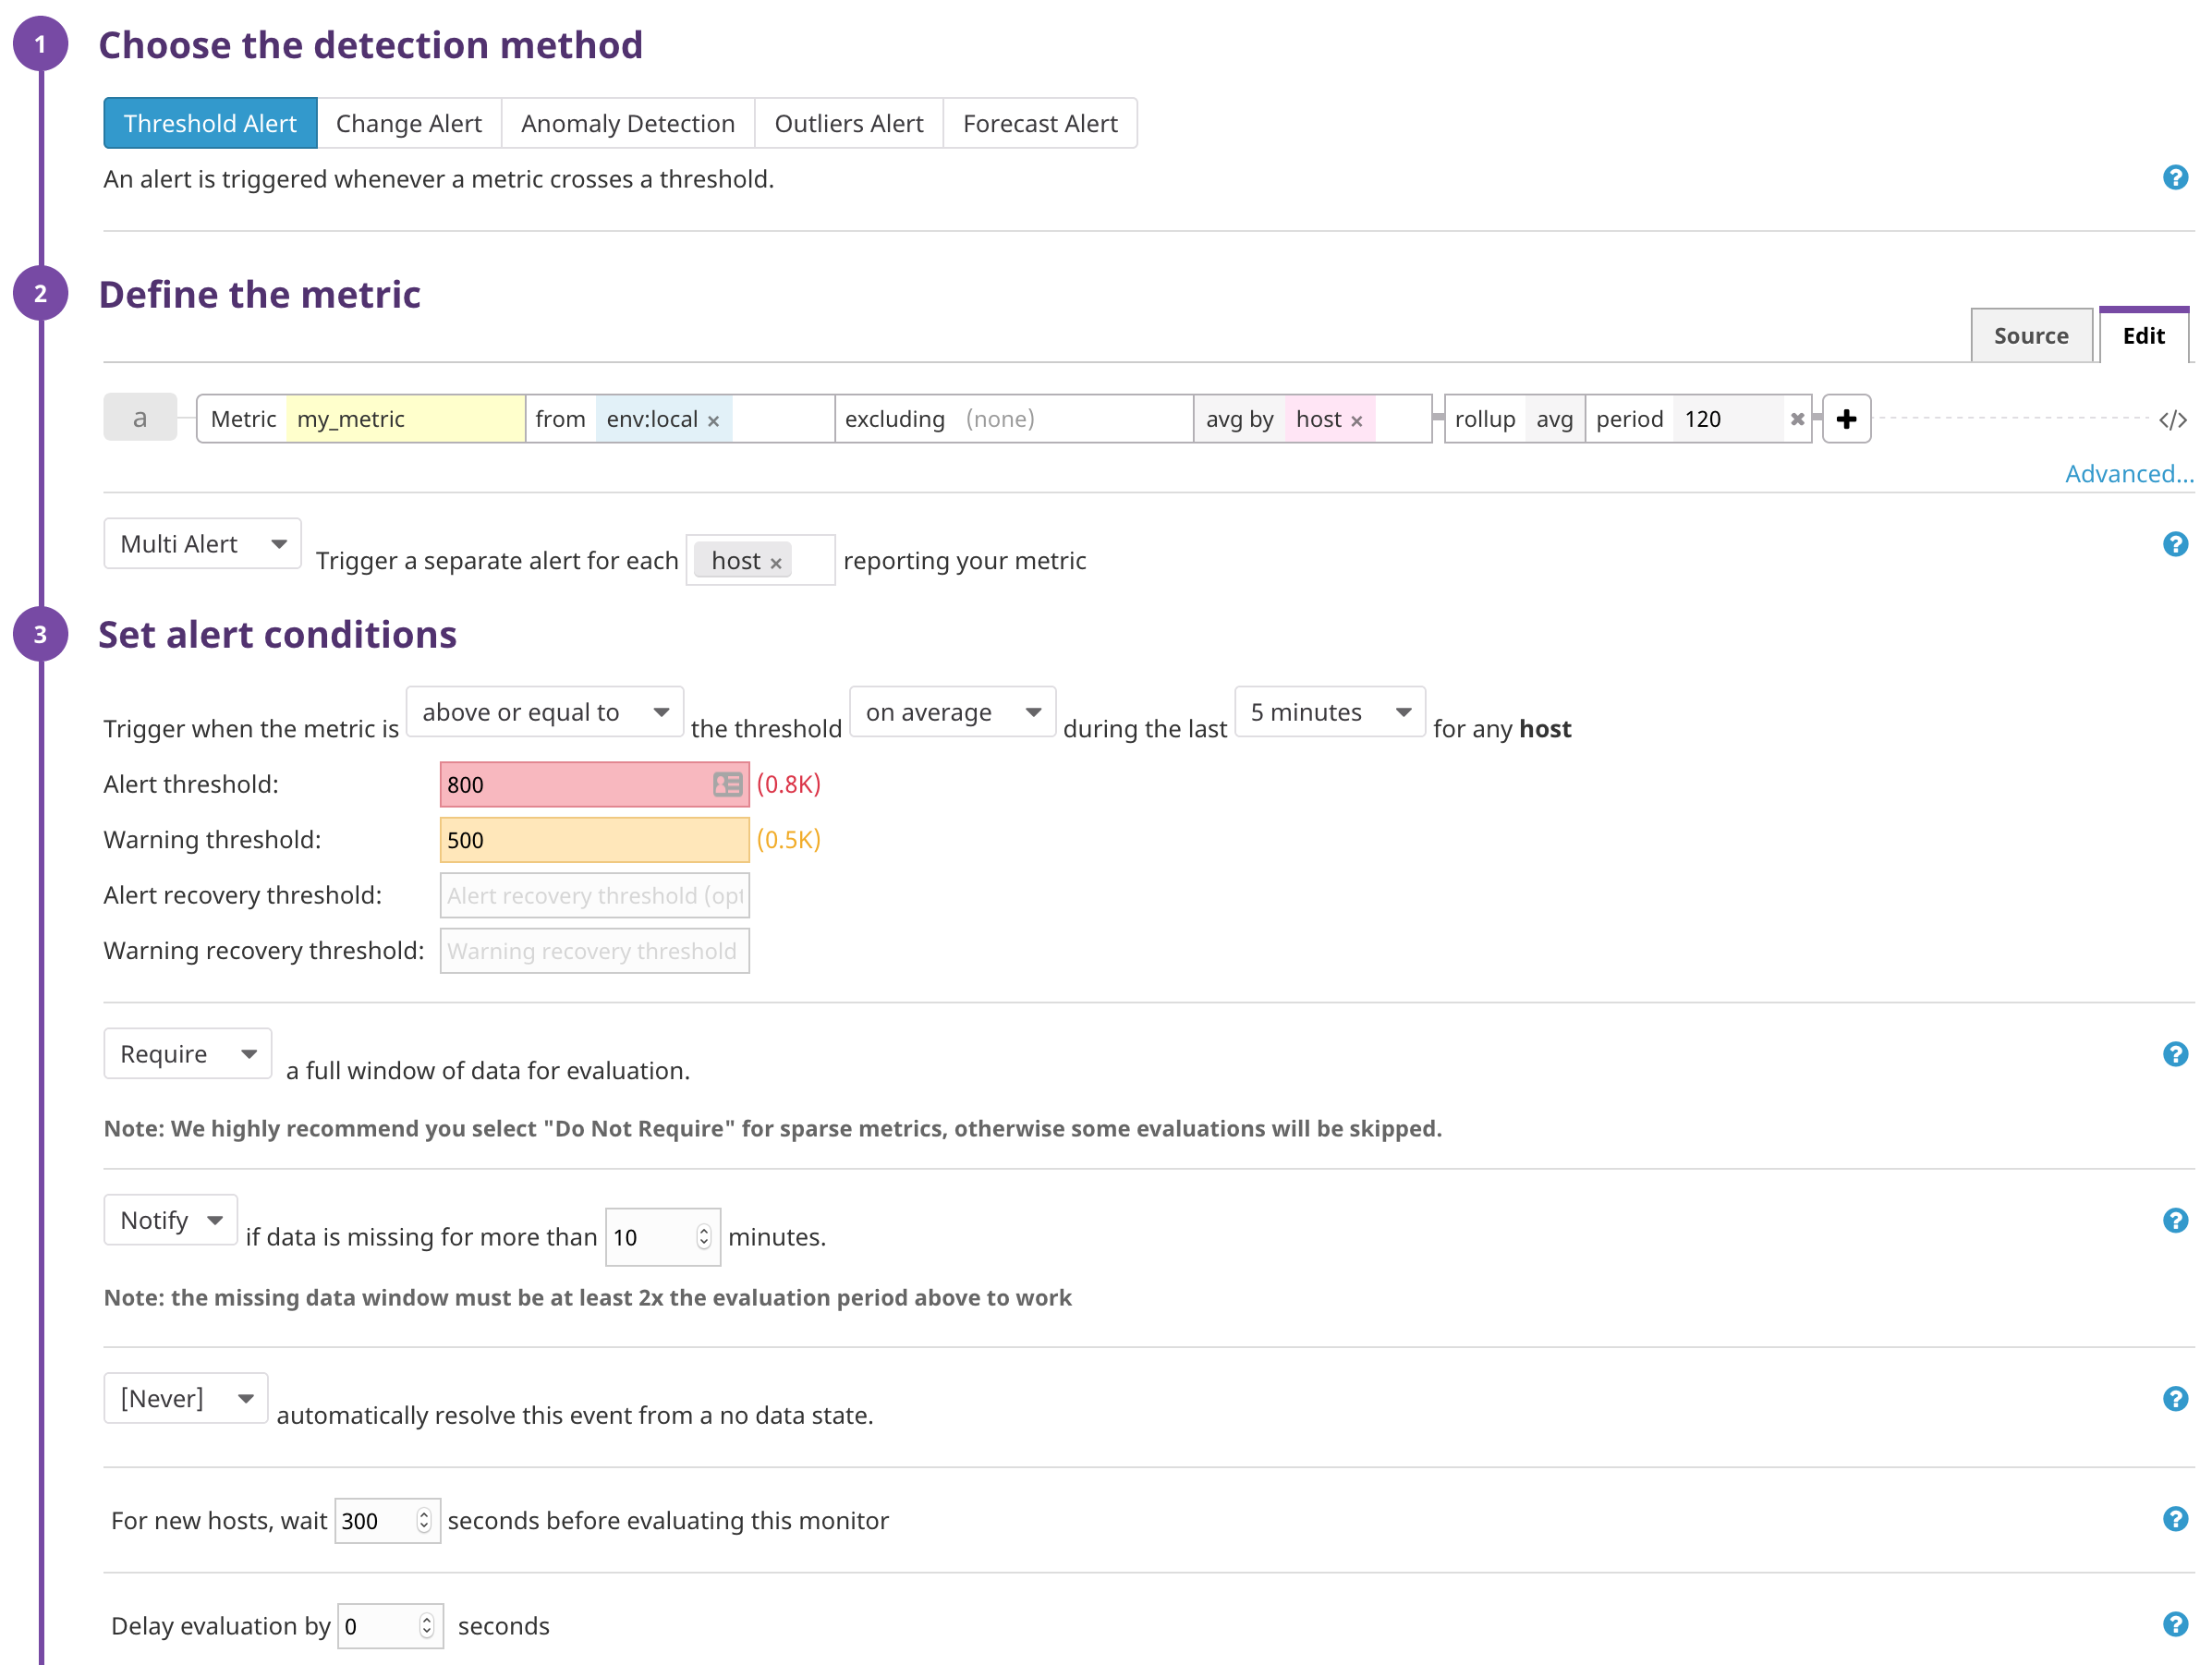 1 Choose the detection method
Threshold Alert Change Alert Anomaly Detection Outliers Alert Forecast Alert
An alert is triggered whenever a metric crosses a threshold. ?
2 Define the metric
Source Edit
a Metric my_metric from env:local × excluding (none) avg by host × rollup avg period 120 ✖ + </>
Advanced...
Multi Alert Trigger a separate alert for each host × reporting your metric ?
3 Set alert conditions
Trigger when the metric is above or equal to the threshold on average during the last 5 minutes for any host
Alert threshold: 800 (0.8K)
Warning threshold: 500 (0.5K)
Alert recovery threshold: Alert recovery threshold (opt
Warning recovery threshold: Warning recovery threshold
Require a full window of data for evaluation. ?
Note: We highly recommend you select "Do Not Require" for sparse metrics, otherwise some evaluations will be skipped.
Notify if data is missing for more than 10 minutes. ?
Note: the missing data window must be at least 2x the evaluation period above to work
[Never] automatically resolve this event from a no data state. ?
For new hosts, wait 300 seconds before evaluating this monitor ?
Delay evaluation by 0 seconds ?